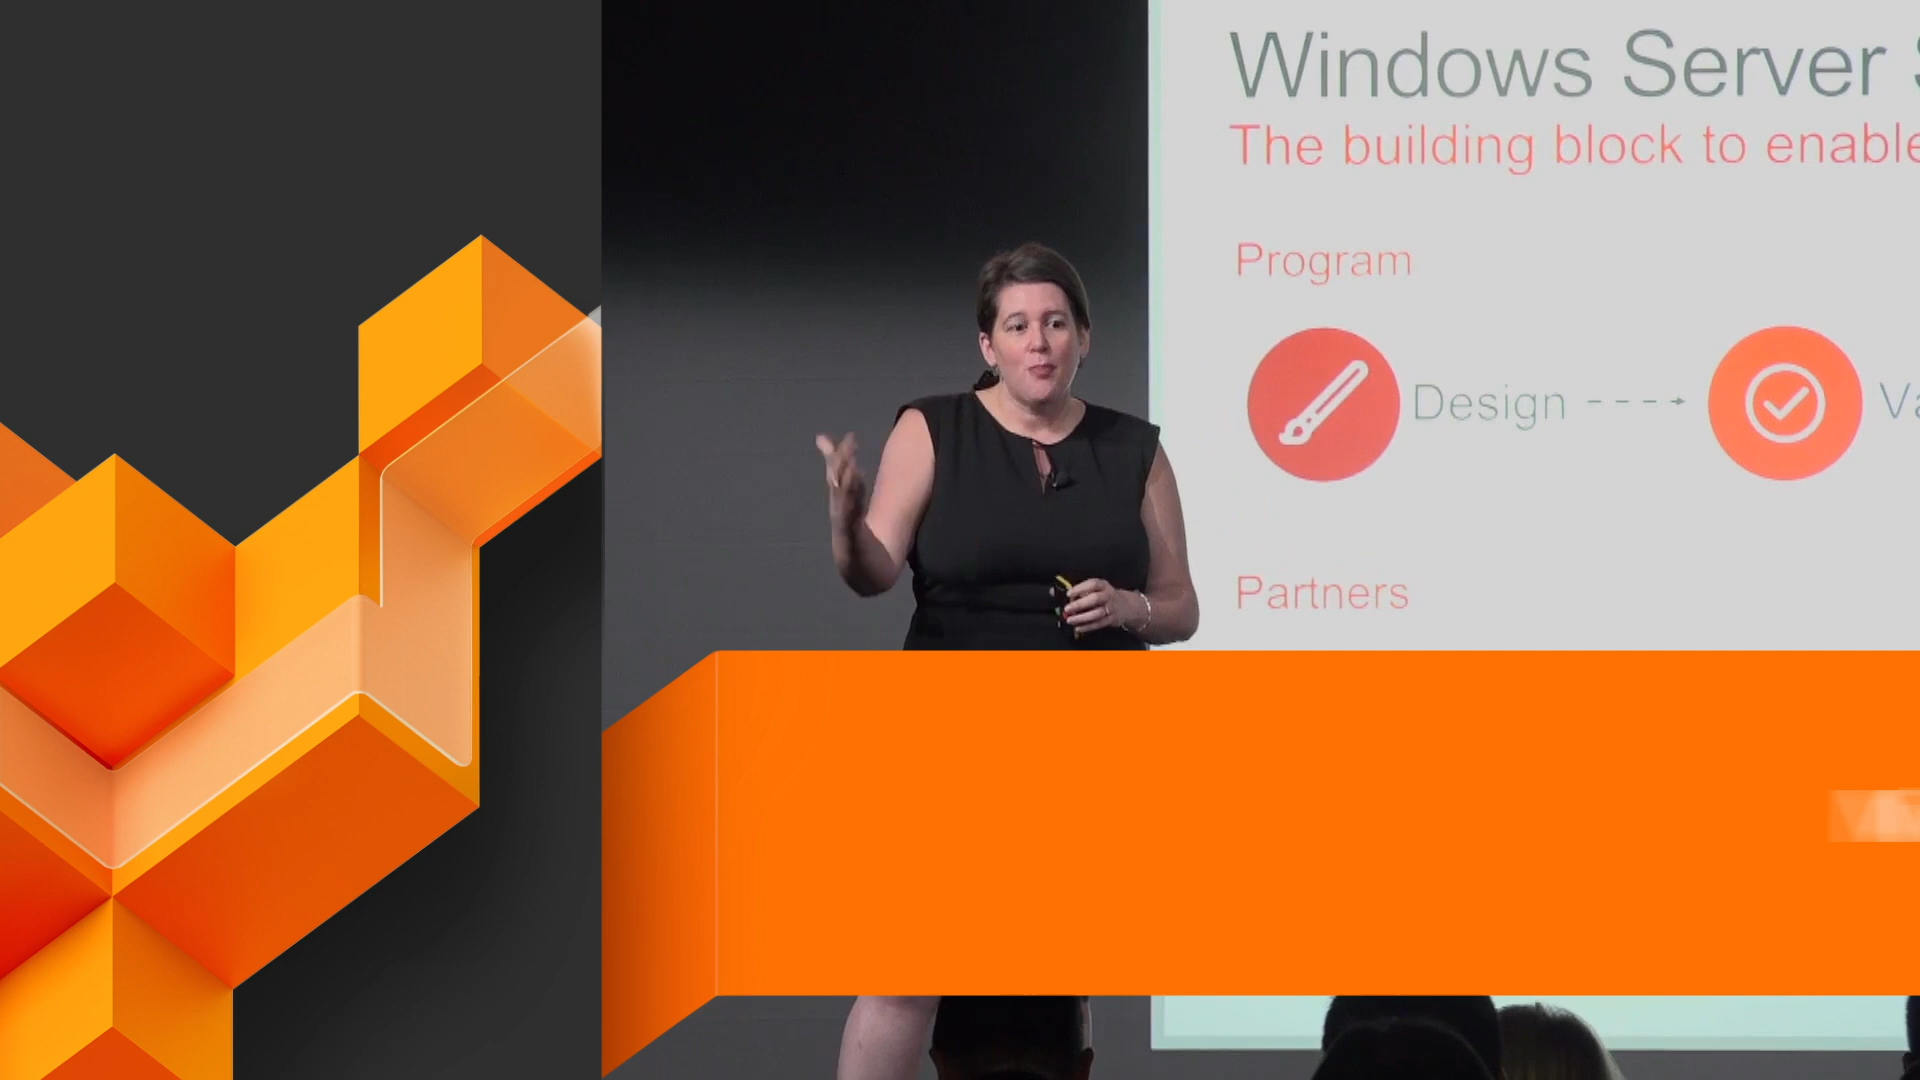 Windows Server
The building block to enable
Program
Design
Partners